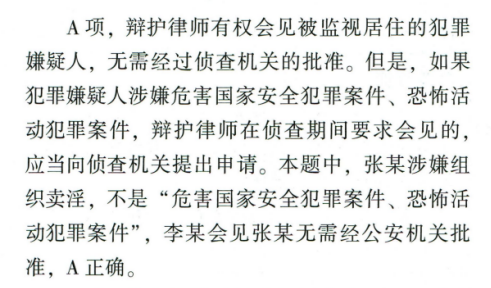 A 项，辩护律师有权会见被监视居住的犯罪
嫌疑人，无需经过侦查机关的批准。但是，如果
犯罪嫌疑人涉嫌危害国家安全犯罪案件、恐怖活
动犯罪案件，辩护律师在侦查期间要求会见的，
应当向侦查机关提出申请。本题中，张某涉嫌组
织卖淫，不是“危害国家安全犯罪案件、恐怖活
动犯罪案件”，李某会见张某无需经公安机关批
准，A 正确。